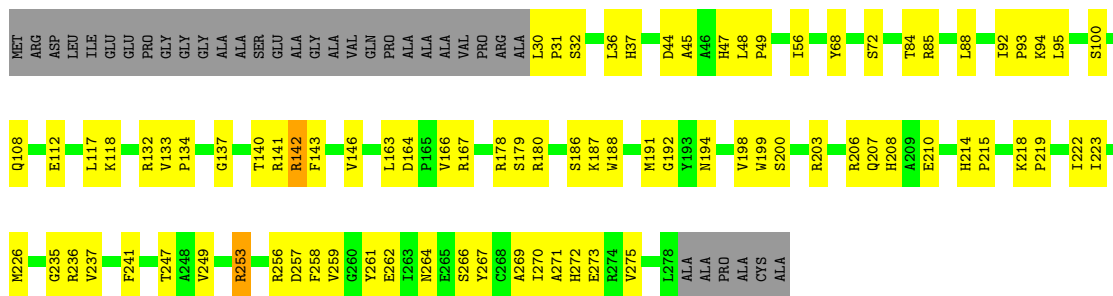 MET ARG ASP LEU ILE GLU GLU PRO GLY GLY GLY ALA ALA SER GLU ALA GLY ALA VAL GLN PRO ALA ALA ALA ALA VAL PRO ARG ALA L30 P31 S32 L36 H37 D44 A45 A46 H47 L48 P49 I56 Y68 S72 T84 R85 L88 I92 P93 K94 L95 S100
Q108 E112 L117 K118 R132 V133 P134 G137 T140 R141 R142 F143 V146 L163 D164 P165 V166 R167 R178 S179 R180 S186 K187 W188 M191 G192 Y193 N194 V198 W199 S200 R203 R206 Q207 H208 A209 E210 H214 P215 K218 P219 I222 I223
M226 G235 R236 V237 F241 T247 A248 V249 R253 R256 D257 F258 V259 G260 Y261 E262 I263 N264 E265 S266 Y267 C268 A269 I270 A271 H272 E273 R274 V275 L278 ALA ALA PRO ALA CYS ALA